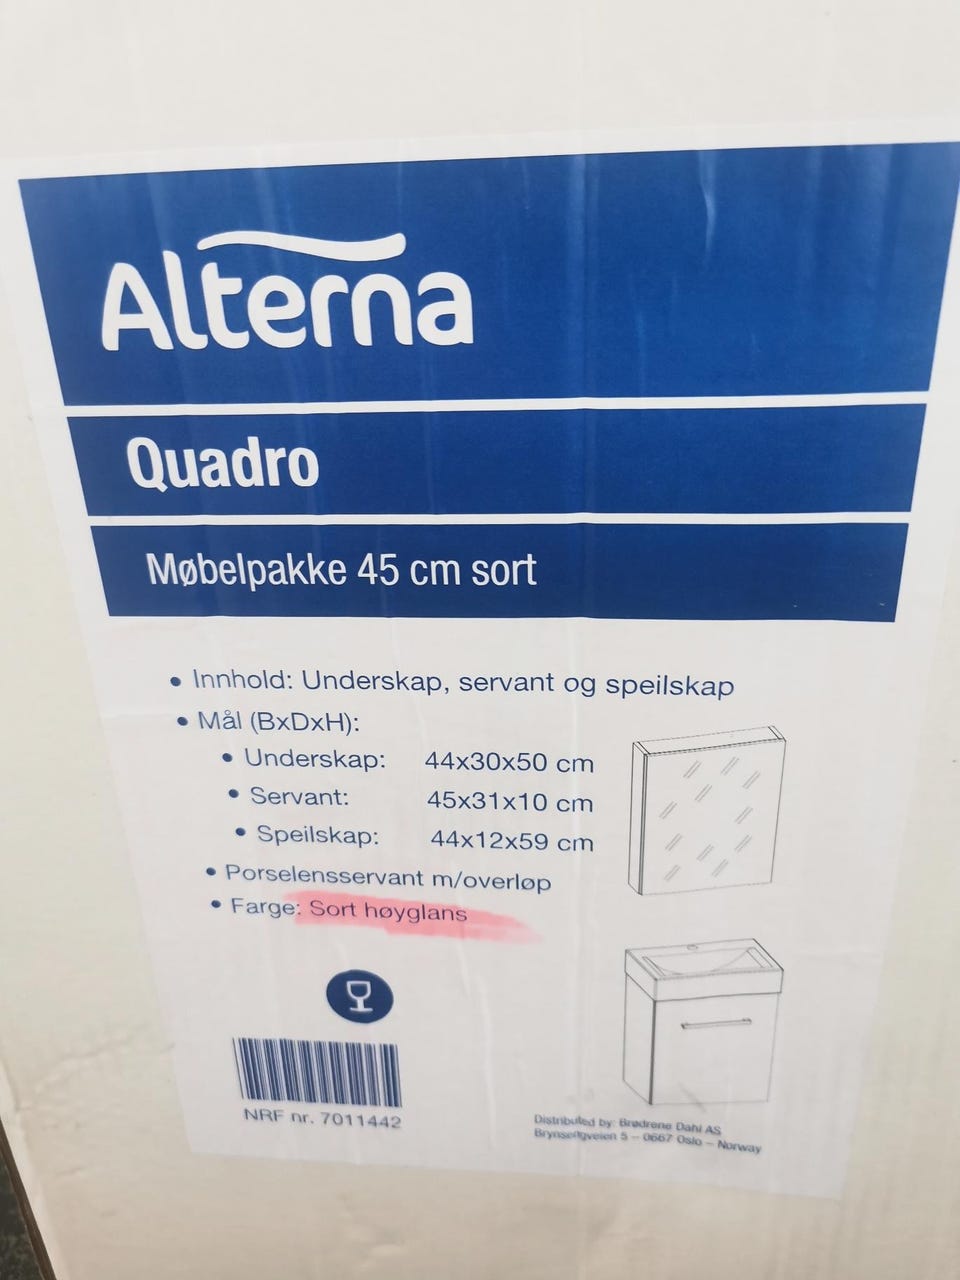 Alterna
Quadro
Møbelpakke 45 cm sort
• Innhold: Underskap, servant og speilskap
• Mål (BxDxH):
• Underskap: 44x30x50 cm
• Servant: 45x31x10 cm
• Speilskap: 44x12x59 cm
• Porselensservant m/overløp
• Farge: Sort høyglans
NRF nr. 7011442
Distributed by: Brødrene Dahl AS
Brynsengveien 5 – 0667 Oslo – Norway